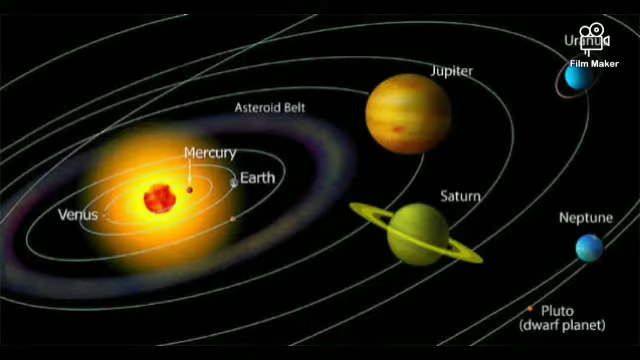 Uranus
Film Maker
Jupiter
Asteroid Belt
Mercury
Earth
Venus
Saturn
Neptune
Pluto
(dwarf planet)